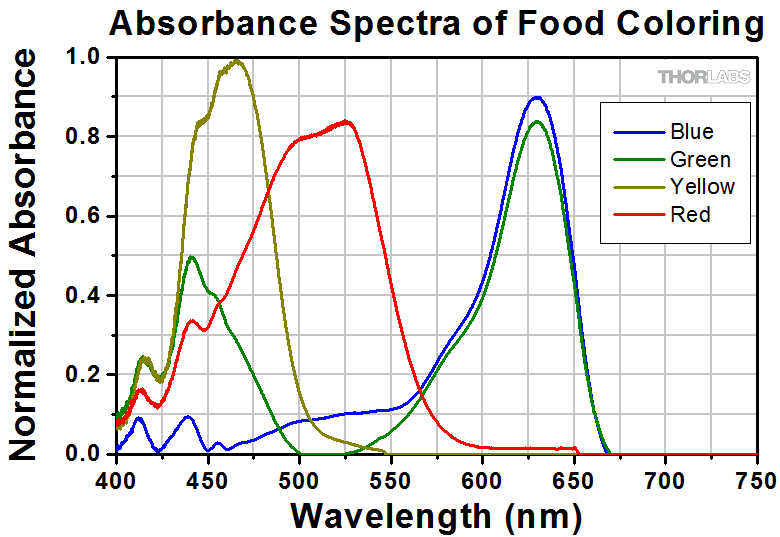 Absorbance Spectra of Food Coloring
THORLABS
Normalized Absorbance
1.0
0.8
0.6
0.4
0.2
0.0
Blue
Green
Yellow
Red
400 450 500 550 600 650 700 750
Wavelength (nm)